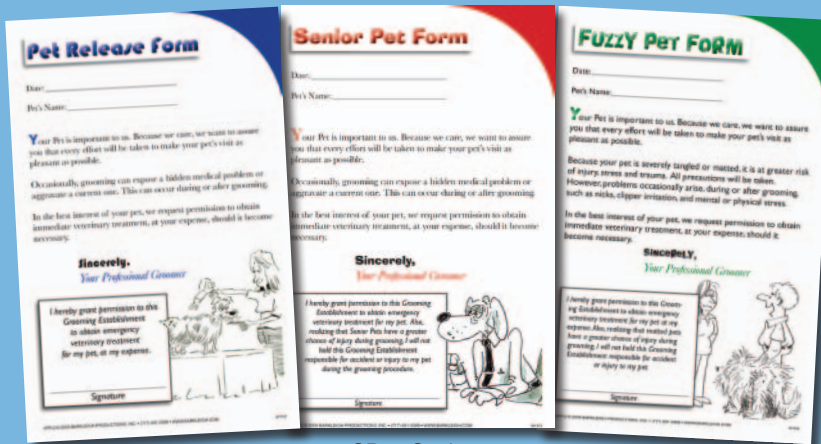 Pet Release Form
Date:
Pet's Name:
Your Pet is important to us. Because we care, we want to assure
you that every effort will be taken to make your pet's visit as
pleasant as possible.
Occasionally, grooming can expose a hidden medical problem or
aggravate a current one. This can occur during or after grooming.
In the best interest of your pet, we request permission to obtain
immediate veterinary treatment, at your expense, should it become
necessary.
Sincerely,
Your Professional Groomer
I hereby grant permission to this
Grooming Establishment
to obtain emergency
veterinary treatment
for my pet, at my expense.
Signature
Senior Pet Form
Date:
Pet's Name:
Your Pet is important to us. Because we care, we want to assure
you that every effort will be taken to make your pet's visit as
pleasant as possible.
Occasionally, grooming can expose a hidden medical problem or
aggravate a current one. This can occur during or after grooming.
In the best interest of your pet, we request permission to obtain
immediate veterinary treatment, at your expense, should it become
necessary.
Sincerely,
Your Professional Groomer
I hereby grant permission to this Grooming
Establishment to obtain emergency
veterinary treatment for my pet. Also,
realizing that Senior Pets have a greater
chance of injury during grooming, I will not
hold this Grooming Establishment
responsible for accident or injury to my pet
during the grooming procedure.
Signature
FUZZY PET FORM
Date:
Pet's Name:
Your Pet is important to us. Because we care, we want to assure
you that every effort will be taken to make your pet's visit as
pleasant as possible.
Because your pet is severely tangled or matted, it is at greater risk
of injury, stress and trauma. All precautions will be taken.
However, problems occasionally arise, during or after grooming,
such as nicks, clipper irritation, and mental or physical stress.
In the best interest of your pet, we request permission to obtain
immediate veterinary treatment, at your expense, should it
become necessary.
SINCERELY,
Your Professional Groomer
I hereby grant permission to this Groom-
ing Establishment to obtain emergency
veterinary treatment for my pet at my
expense. Also, realizing that matted pets
have a greater chance of injury during
grooming, I will not hold this Grooming
Establishment responsible for accident
or injury to my pet
Signature